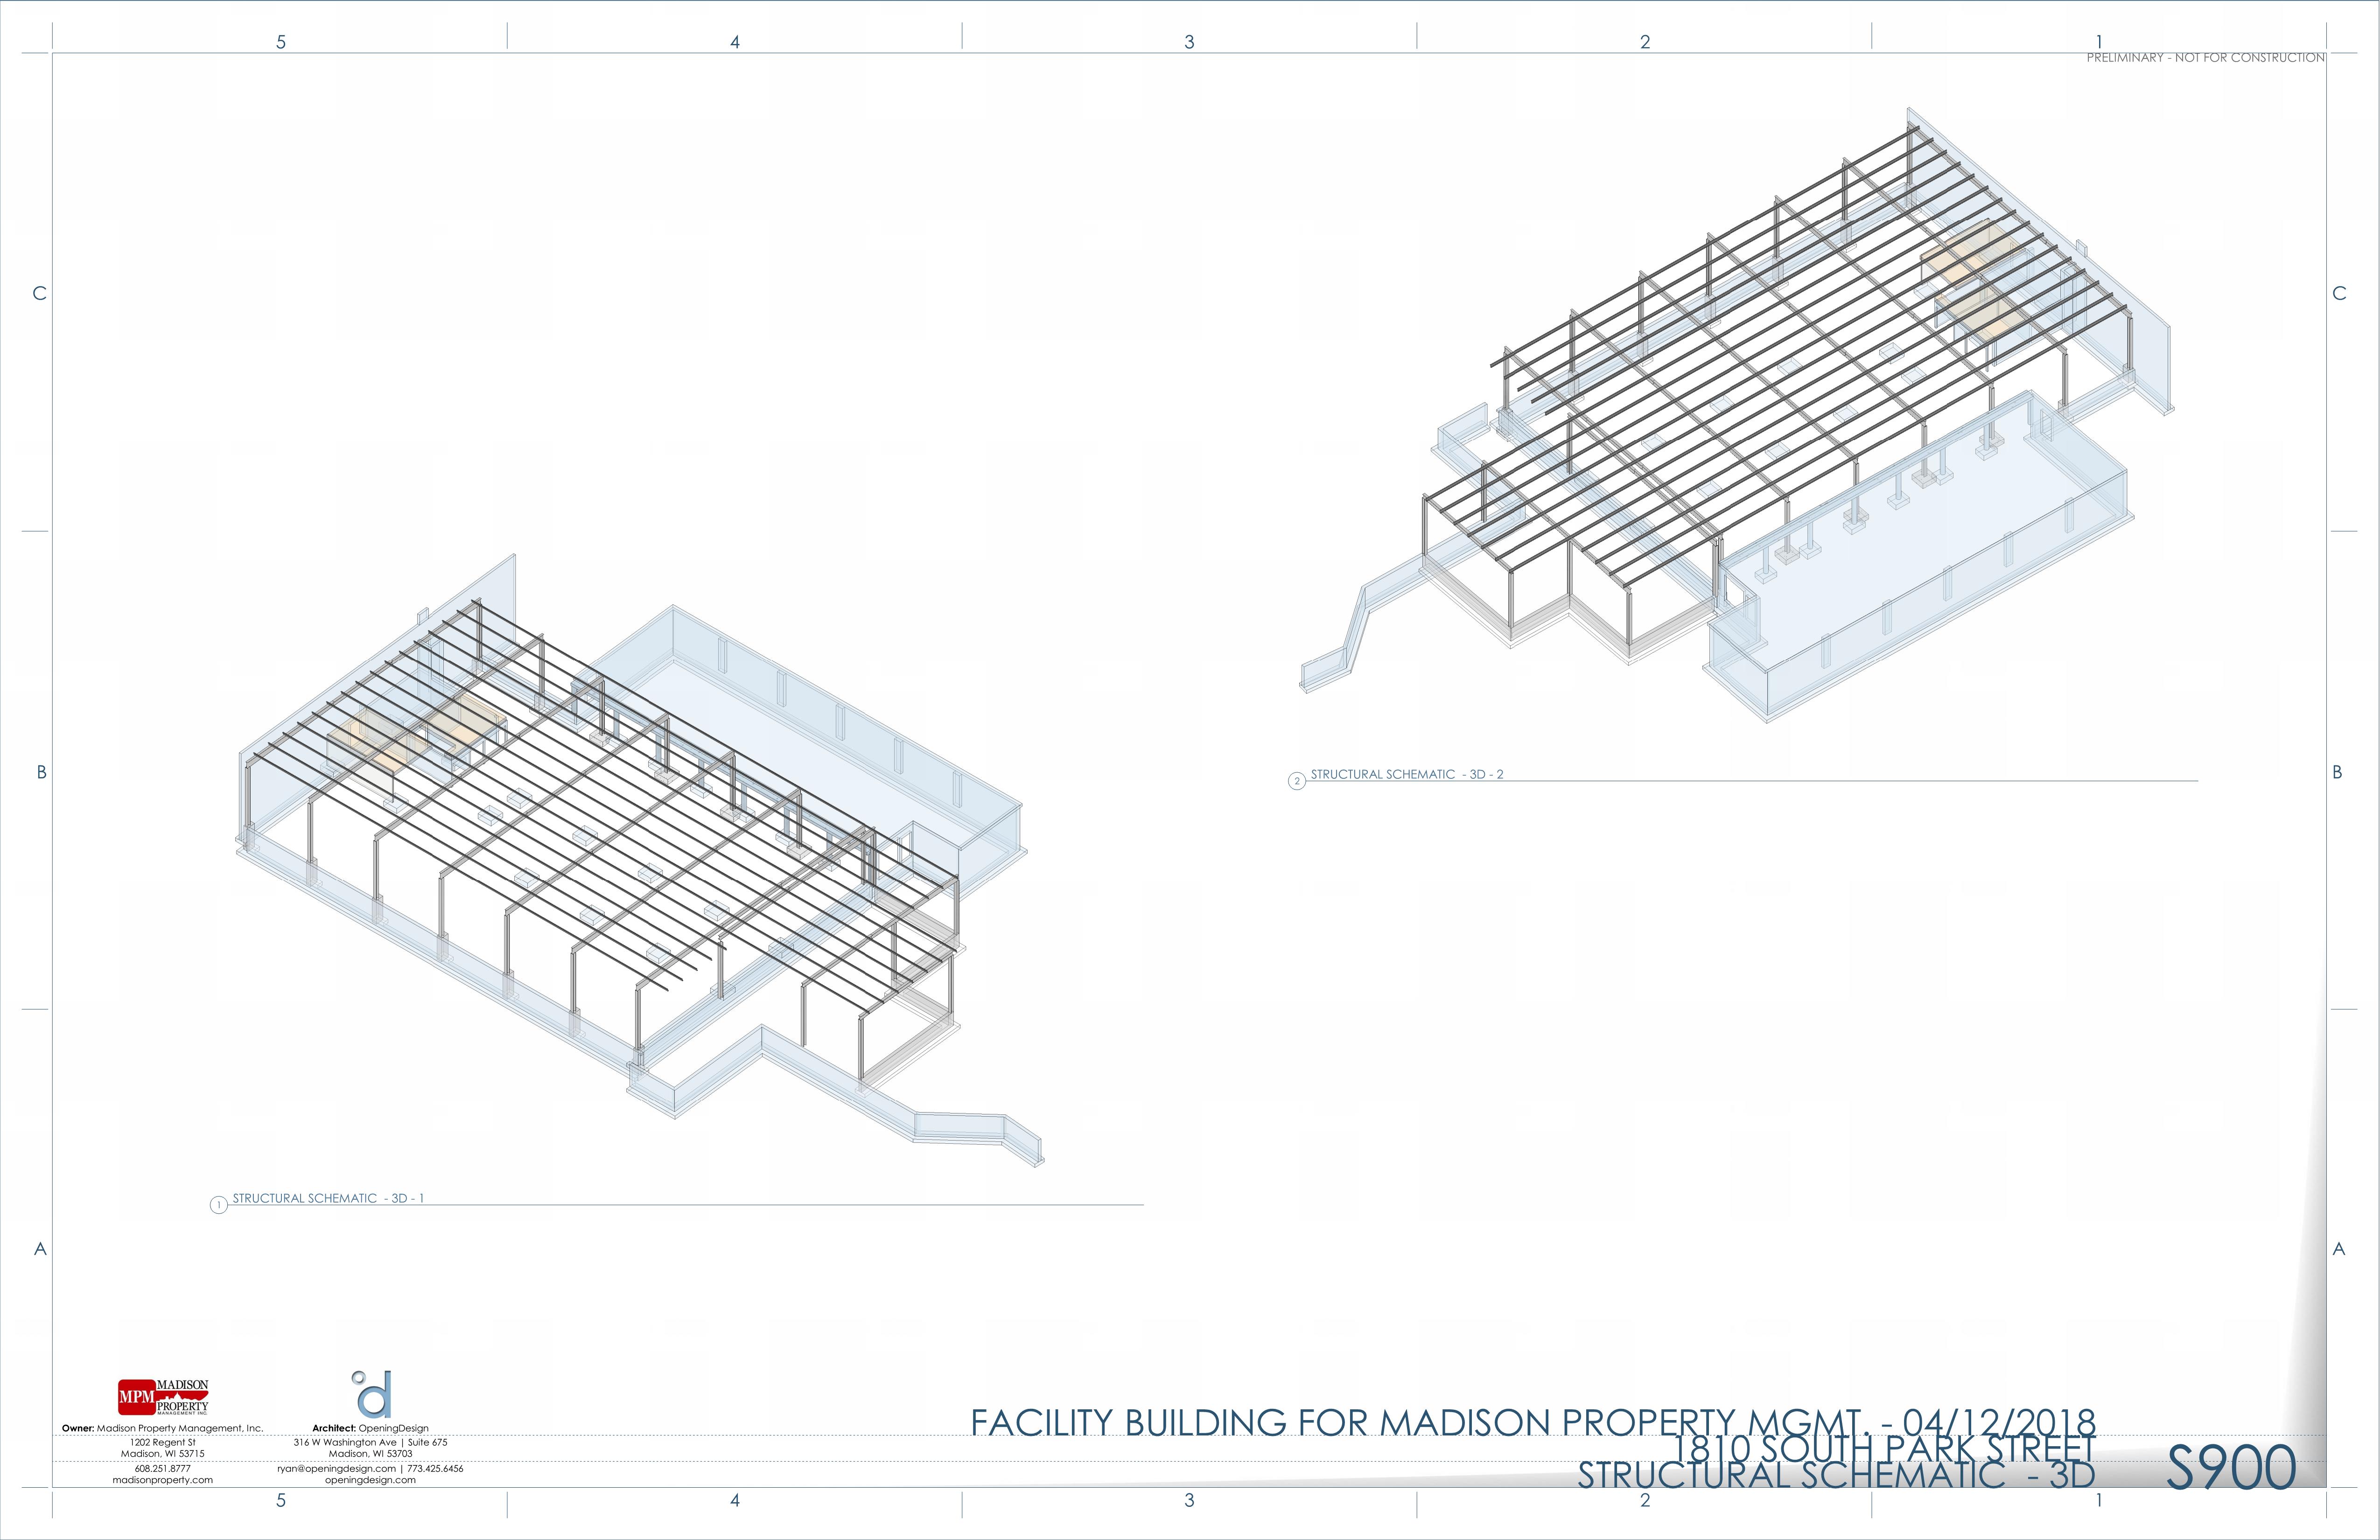 5 4 3 2 1
PRELIMINARY - NOT FOR CONSTRUCTION
C C
B B
2 STRUCTURAL SCHEMATIC - 3D - 2
1 STRUCTURAL SCHEMATIC - 3D - 1
A A
MPM MADISON PROPERTY MANAGEMENT INC
Owner: Madison Property Management, Inc.
1202 Regent St
Madison, WI 53715
608.251.8777
madisonproperty.com
d
Architect: OpeningDesign
316 W Washington Ave | Suite 675
Madison, WI 53703
ryan@openingdesign.com | 773.425.6456
openingdesign.com
FACILITY BUILDING FOR MADISON PROPERTY MGMT. - 04/12/2018
1810 SOUTH PARK STREET
STRUCTURAL SCHEMATIC - 3D
S900
5 4 3 2 1